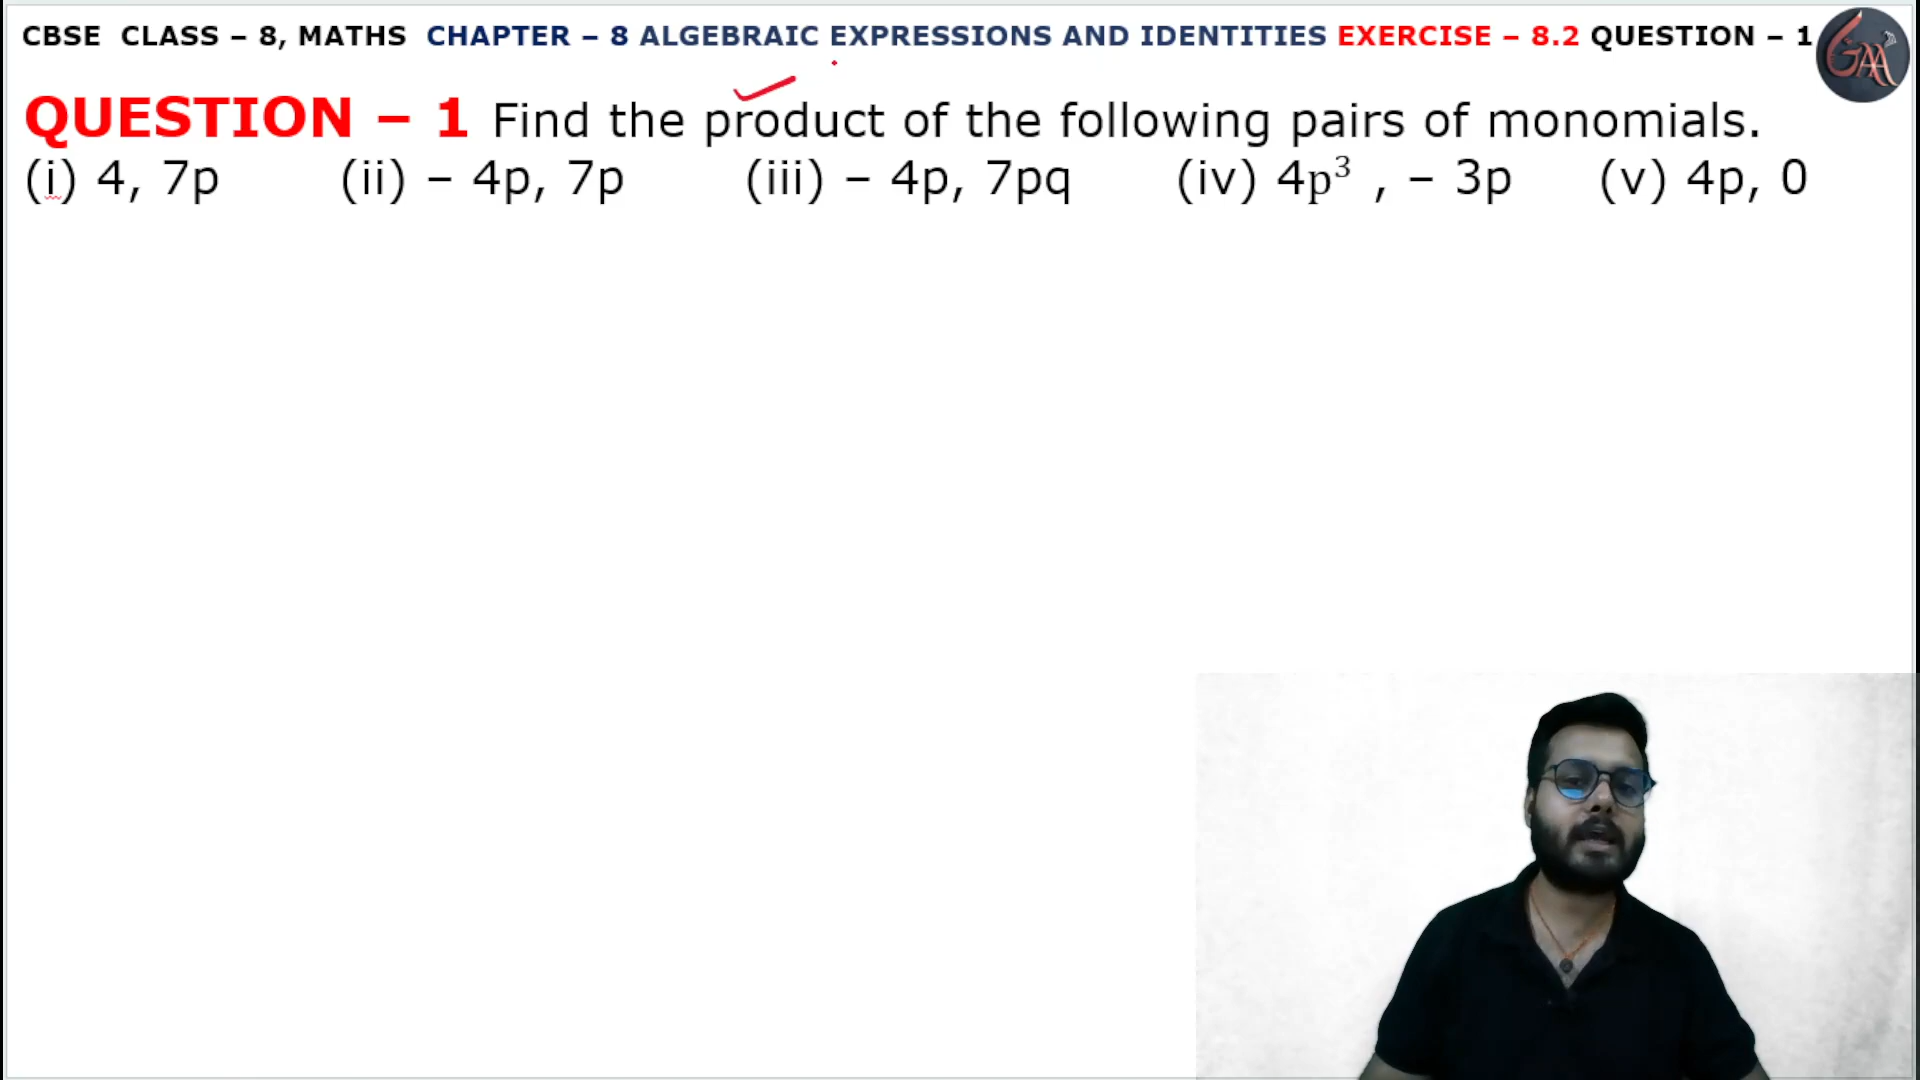 CBSE CLASS – 8, MATHS CHAPTER – 8 ALGEBRAIC EXPRESSIONS AND IDENTITIES EXERCISE – 8.2 QUESTION – 1
QUESTION – 1 Find the product of the following pairs of monomials.
(i) 4, 7p (ii) – 4p, 7p (iii) – 4p, 7pq (iv) 4p³ , – 3p (v) 4p, 0